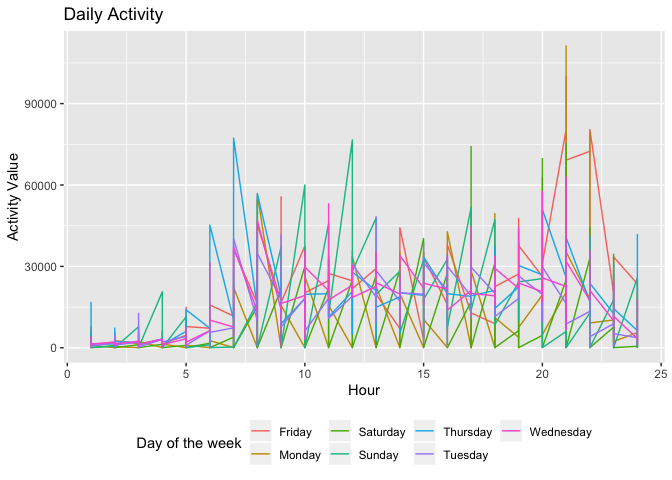 Daily Activity
Activity Value
90000
60000
30000
0
0 5 10 15 20 25
Hour
Day of the week
Friday Saturday Thursday Wednesday
Monday Sunday Tuesday